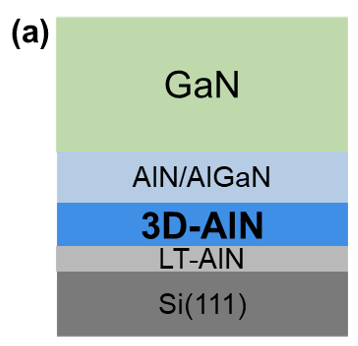 (a)
GaN
AlN/AlGaN
3D-AlN
LT-AlN
Si(111)